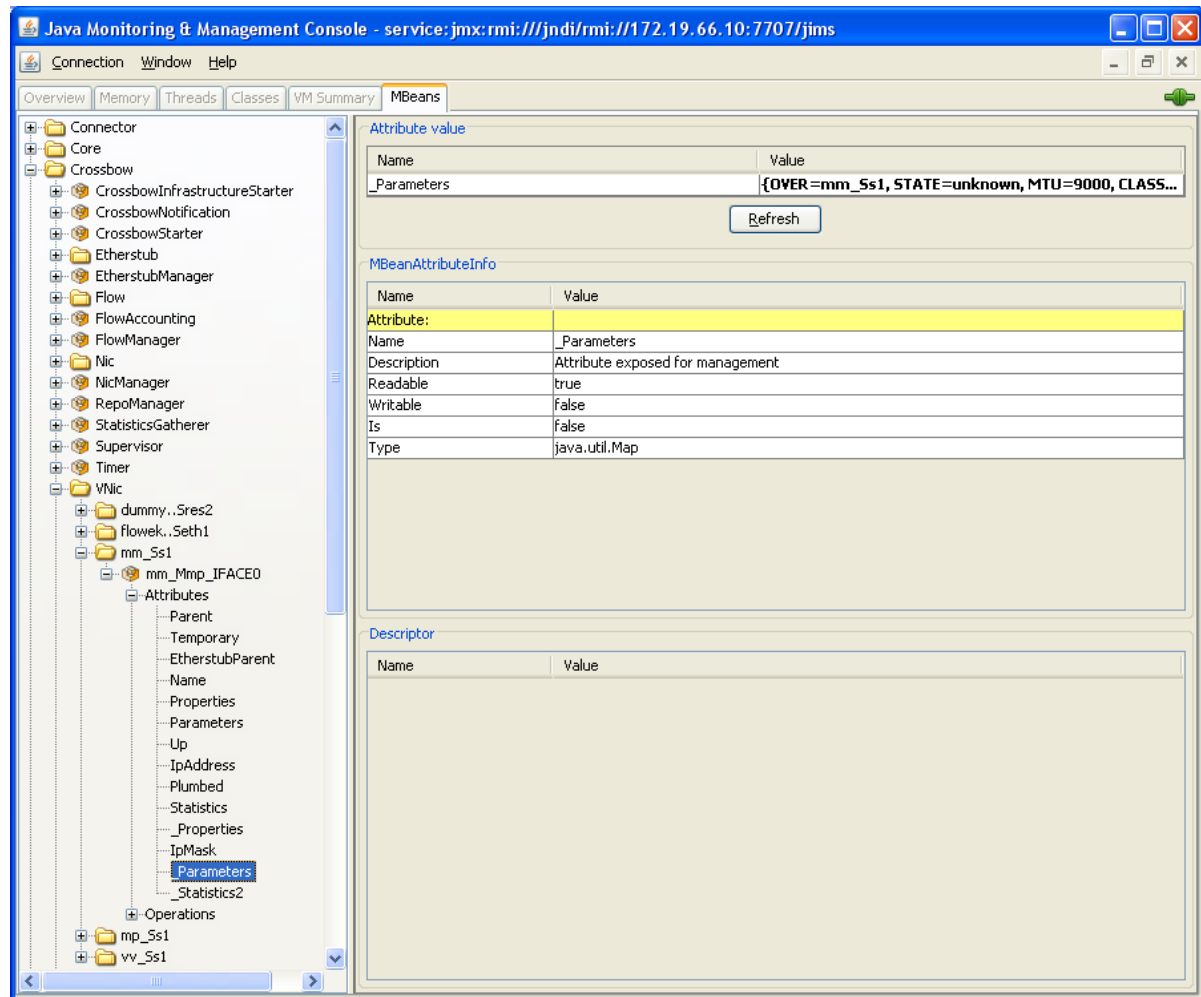 Java Monitoring & Management Console - service:jmx:rmi:///jndi/rmi://172.19.66.10:7707/jims
Connection Window Help
Overview Memory Threads Classes VM Summary MBeans
Connector
Core
Crossbow
CrossbowInfrastructureStarter
CrossbowNotification
CrossbowStarter
Etherstub
EtherstubManager
Flow
FlowAccounting
FlowManager
Nic
NicManager
RepoManager
StatisticsGatherer
Supervisor
Timer
VNic
dummy..Sres2
flowek..Seth1
mm_Ss1
mm_Mmp_IFACE0
Attributes
Parent
Temporary
EtherstubParent
Name
Properties
Parameters
Up
IpAddress
Plumbed
Statistics
_Properties
IpMask
_Parameters
_Statistics2
Operations
mp_Ss1
vv_Ss1
Attribute value
Name Value
_Parameters {OVER=mm_Ss1, STATE=unknown, MTU=9000, CLASS...
Refresh
MBeanAttributeInfo
Name Value
Attribute:
Name _Parameters
Description Attribute exposed for management
Readable true
Writable false
Is false
Type java.util.Map
Descriptor
Name Value